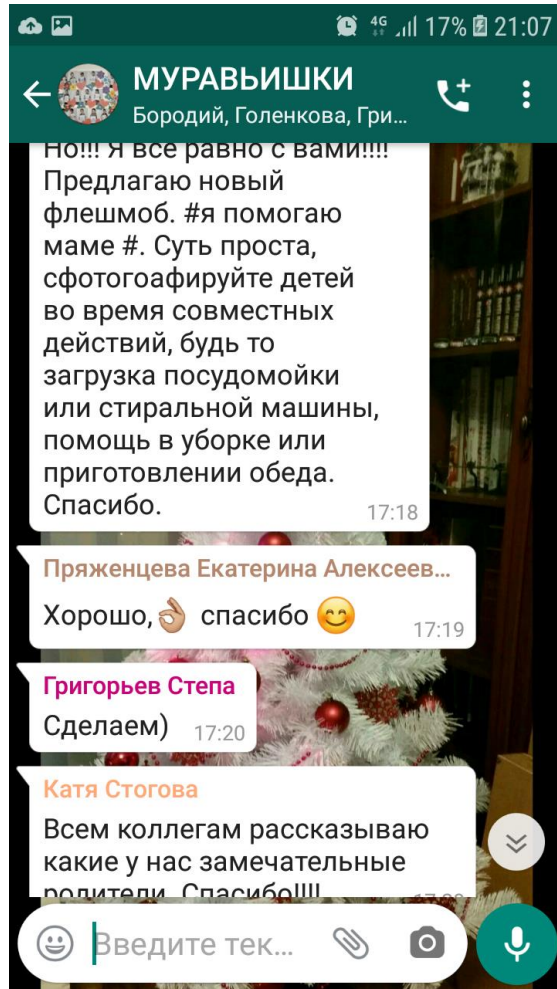 4G 17% 21:07
МУРАВЬИШКИ
Бородий, Голенкова, Гри...
Но!!! Я все равно с вами!!!!
Предлагаю новый
флешмоб. #я помогаю
маме #. Суть проста,
сфотогоафируйте детей
во время совместных
действий, будь то
загрузка посудомойки
или стиральной машины,
помощь в уборке или
приготовлении обеда.
Спасибо. 17:18
Пряженцева Екатерина Алексеев...
Хорошо,👌🏽 спасибо 😊 17:19
Григорьев Степа
Сделаем) 17:20
Катя Стогова
Всем коллегам рассказываю
какие у нас замечательные
родители. Спасибо!!!!
Введите тек...